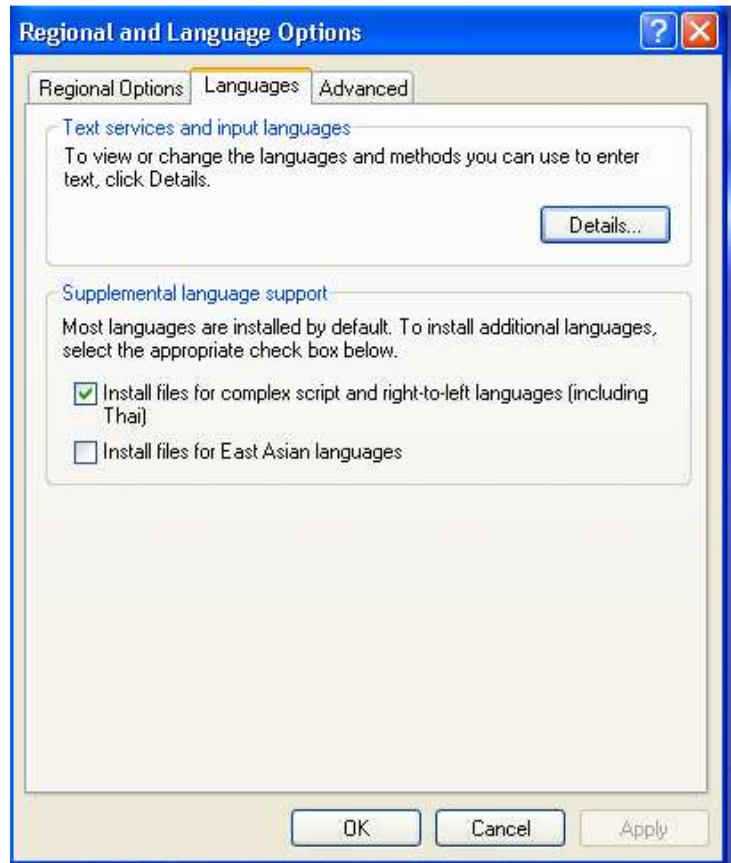 Regional and Language Options
Regional Options Languages Advanced
Text services and input languages
To view or change the languages and methods you can use to enter
text, click Details.
Details...
Supplemental language support
Most languages are installed by default. To install additional languages,
select the appropriate check box below.
Install files for complex script and right-to-left languages (including
Thai)
Install files for East Asian languages
OK Cancel Apply